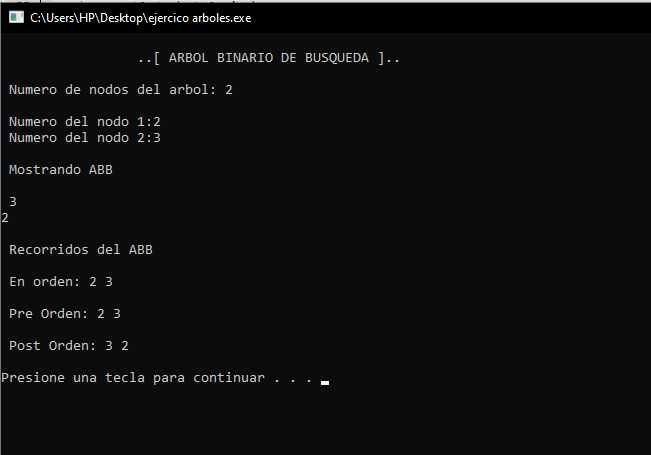 C:\Users\HP\Desktop\ejercico arboles.exe
..[ ARBOL BINARIO DE BUSQUEDA ]..
Numero de nodos del arbol: 2
Numero del nodo 1:2
Numero del nodo 2:3
Mostrando ABB
3
2
Recorridos del ABB
En orden: 2 3
Pre Orden: 2 3
Post Orden: 3 2
Presione una tecla para continuar . . .